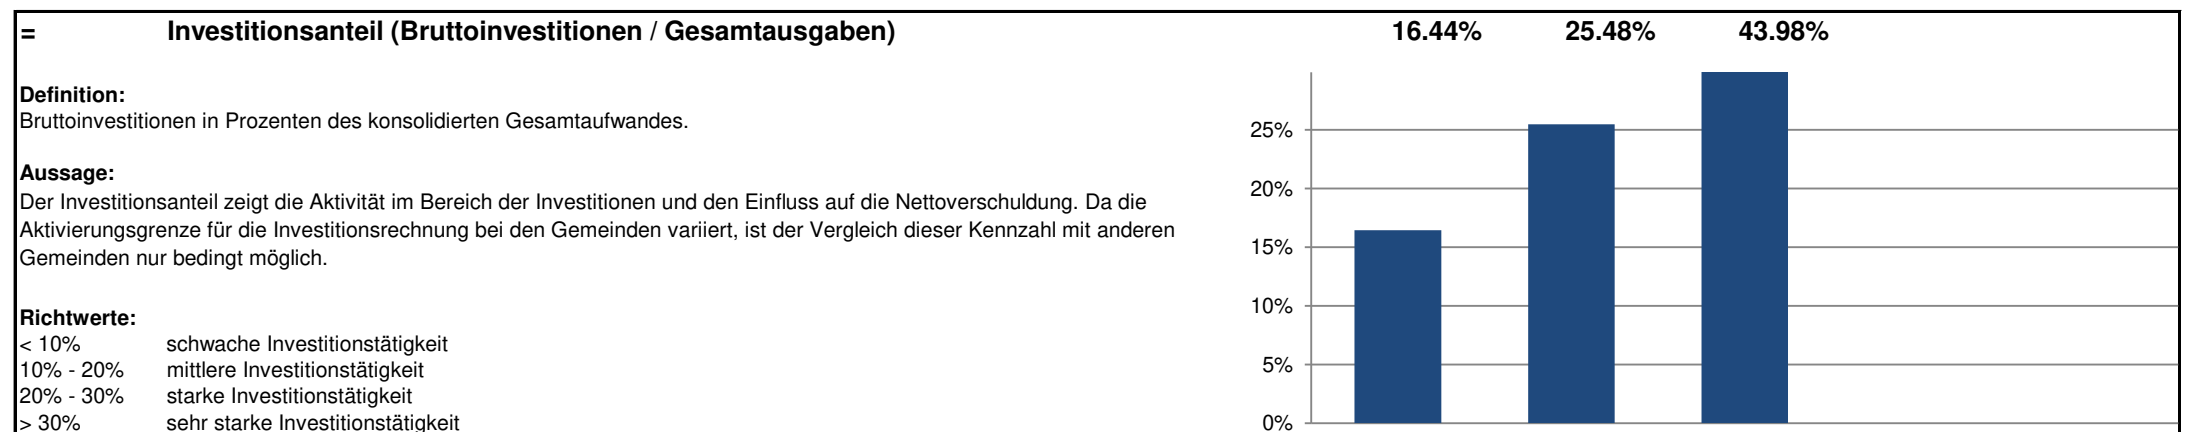 = Investitionsanteil (Bruttoinvestitionen / Gesamtausgaben) 16.44% 25.48% 43.98%
Definition:
Bruttoinvestitionen in Prozenten des konsolidierten Gesamtaufwandes.
Aussage:
Der Investitionsanteil zeigt die Aktivität im Bereich der Investitionen und den Einfluss auf die Nettoverschuldung. Da die
Aktivierungsgrenze für die Investitionsrechnung bei den Gemeinden variiert, ist der Vergleich dieser Kennzahl mit anderen
Gemeinden nur bedingt möglich.
Richtwerte:
< 10% schwache Investitionstätigkeit
10% - 20% mittlere Investitionstätigkeit
20% - 30% starke Investitionstätigkeit
> 30% sehr starke Investitionstätigkeit
25%
20%
15%
10%
5%
0%